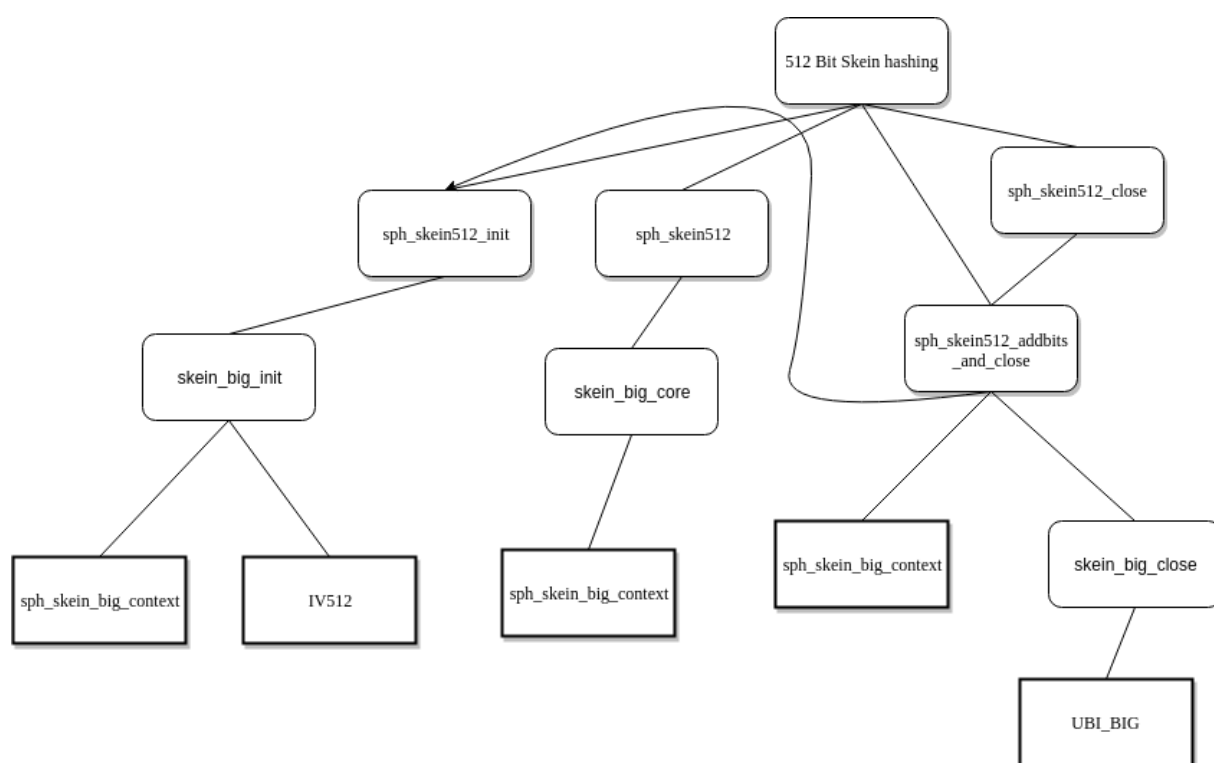 512 Bit Skein hashing
sph_skein512_close
sph_skein512_init
sph_skein512
sph_skein512_addbits
_and_close
skein_big_init
skein_big_core
sph_skein_big_context
IV512
sph_skein_big_context
sph_skein_big_context
skein_big_close
UBI_BIG